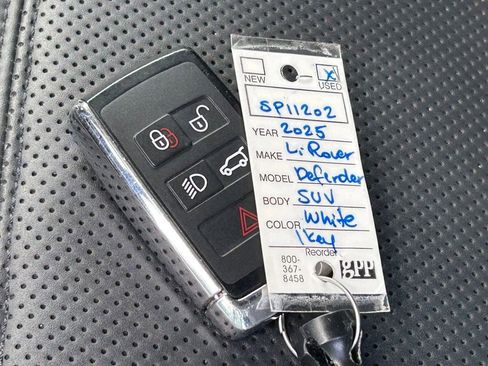 NEW USED
SP11202
YEAR 2025
MAKE L.Rover
MODEL Defender
BODY SUV
COLOR White
1 Key
Reorder
800-
367-
8458
gpp